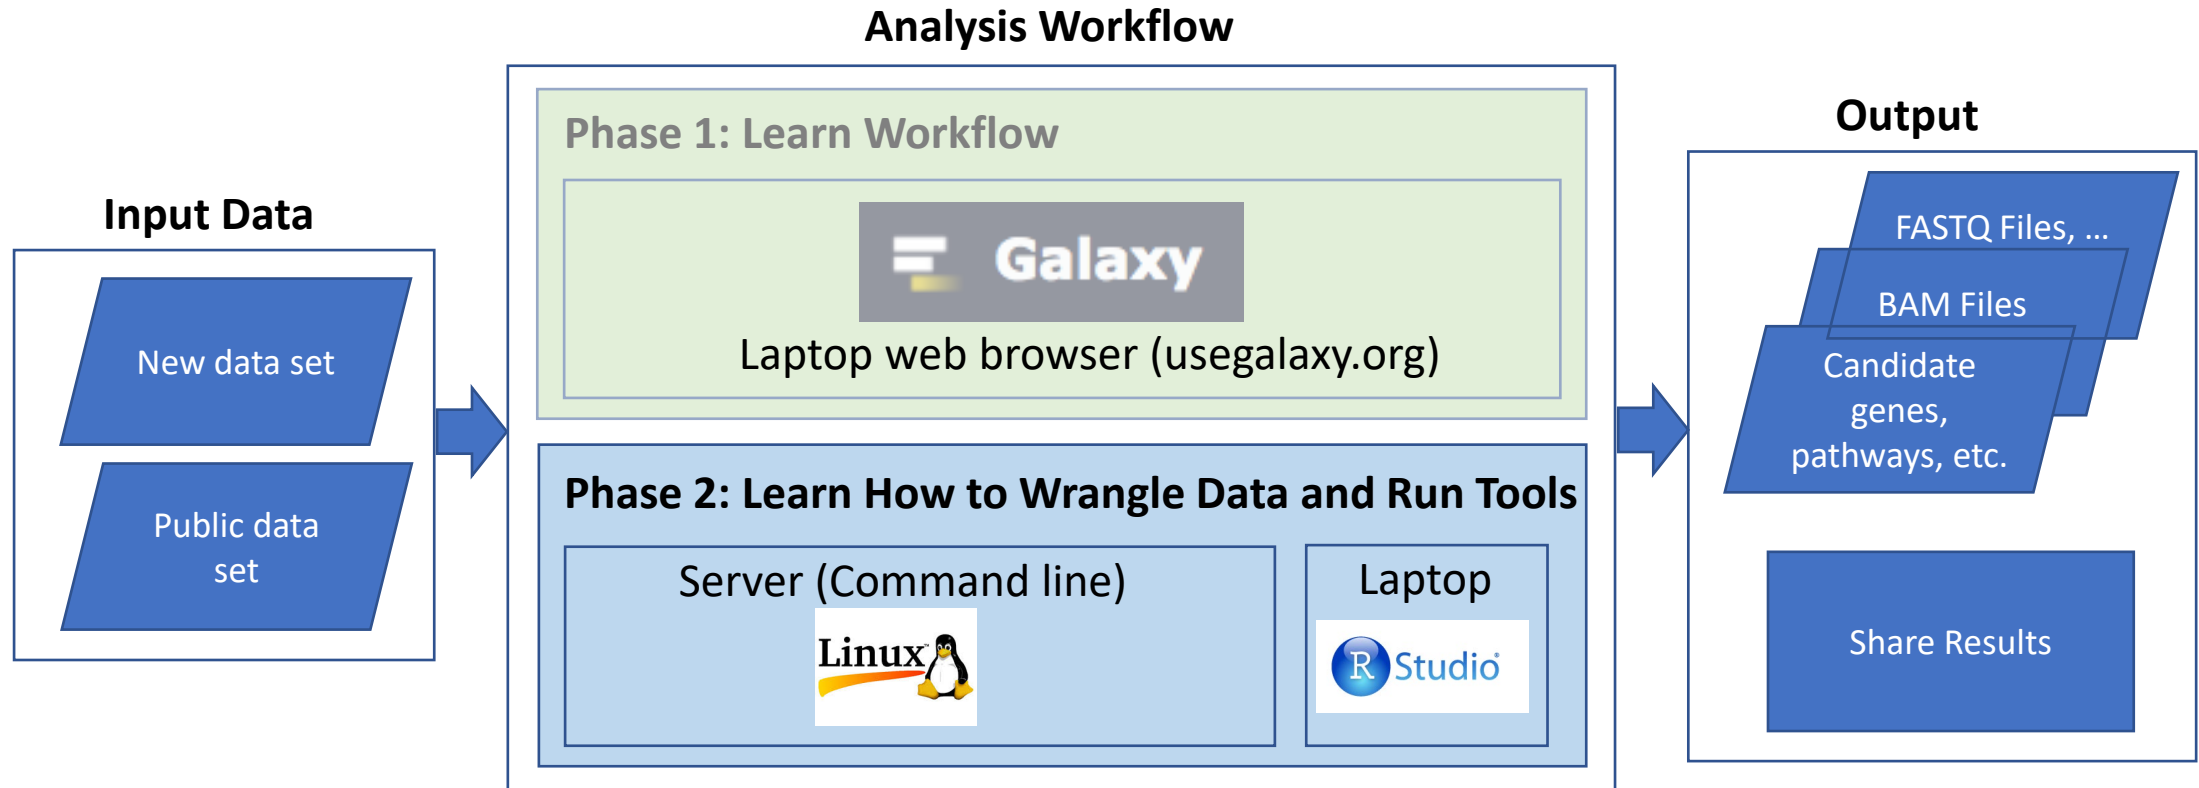 Analysis Workflow
Input Data
New data set
Public data
set
Phase 1: Learn Workflow
Galaxy
Laptop web browser (usegalaxy.org)
Phase 2: Learn How to Wrangle Data and Run Tools
Server (Command line)
Linux™
Laptop
R Studio®
Output
FASTQ Files, ...
BAM Files
Candidate
genes,
pathways, etc.
Share Results